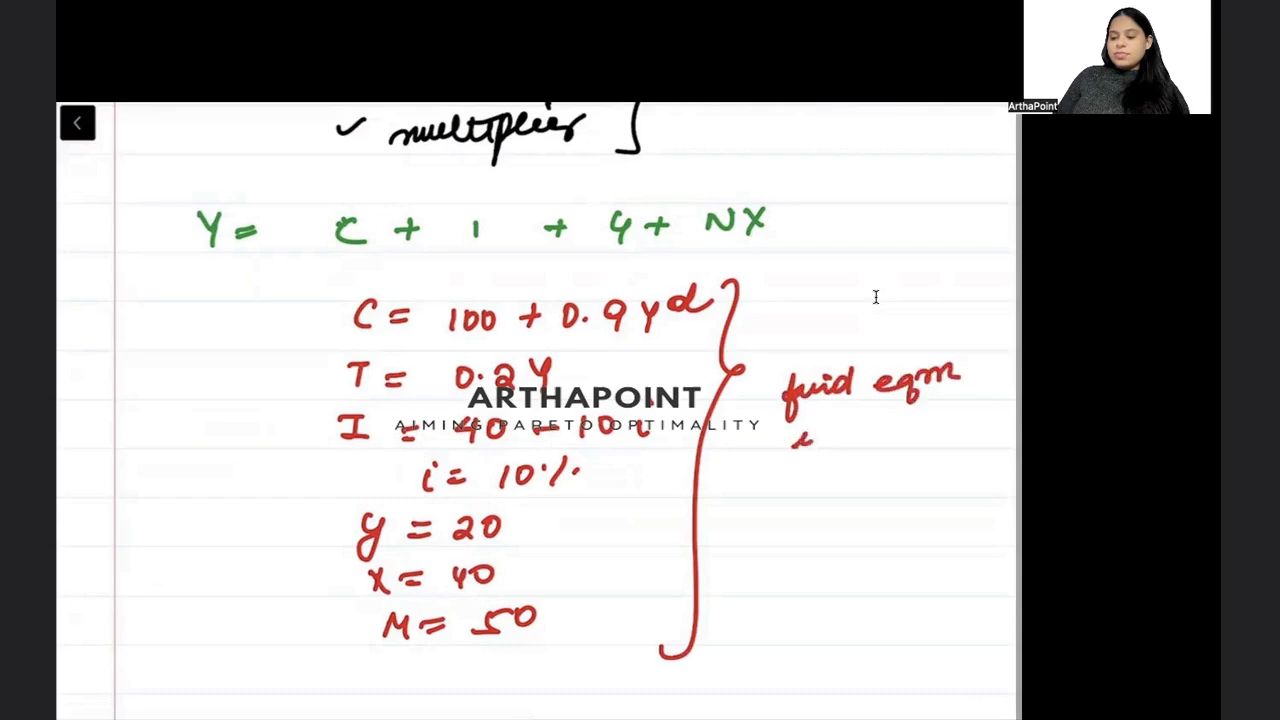 ArthaPoint
✓ multiplier ]
Y = C + I + G + NX
C = 100 + 0.9 Yd
T = 0.2 Y
ARTHAPOINT
I = 40 - 10 i
AIMING PARETO OPTIMALITY
i = 10%
G = 20
X = 40
M = 50
find eqm
i